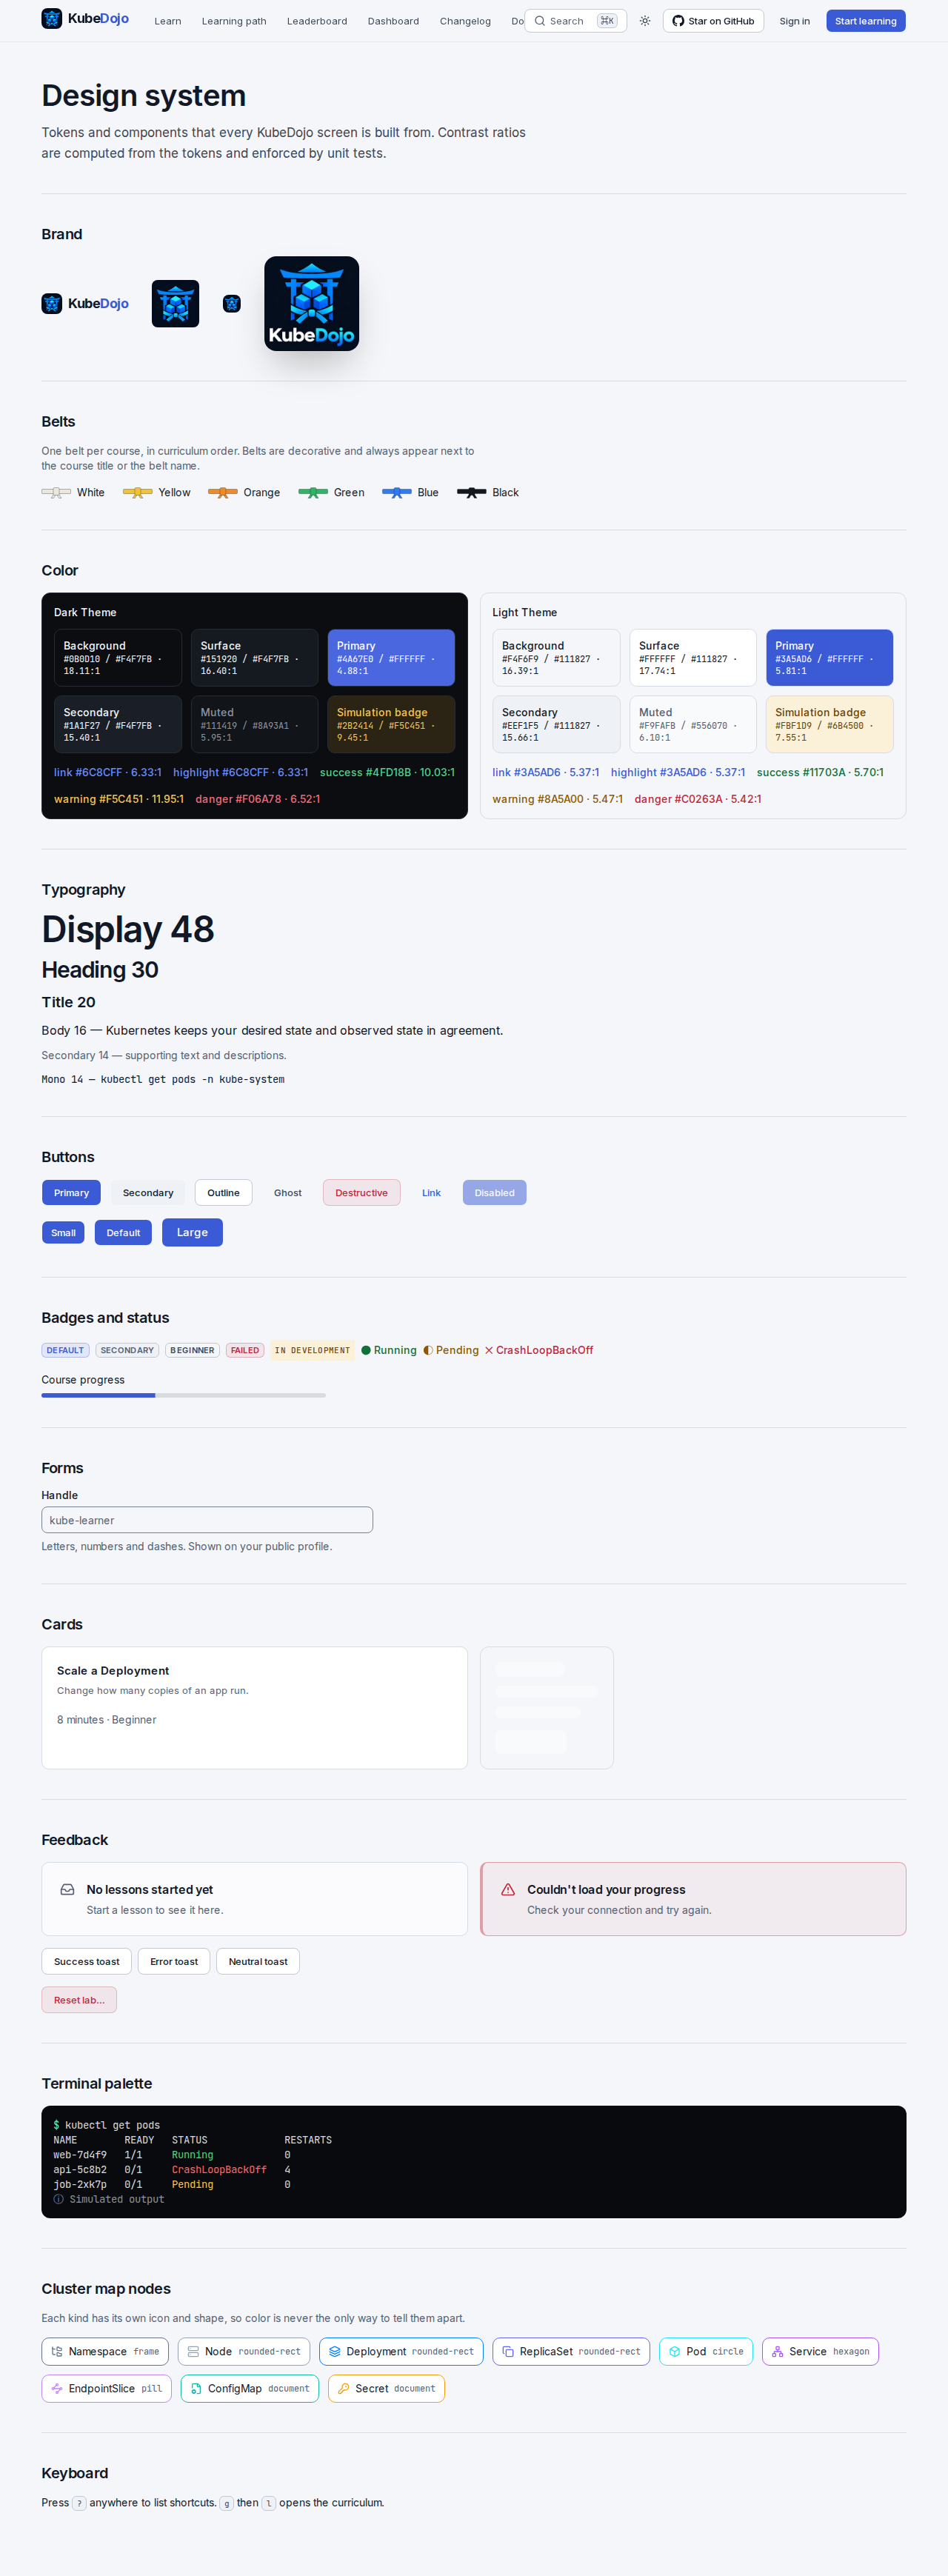 KubeDojo Learn Learning path Leaderboard Dashboard Changelog Do Search ⌘K Star on GitHub Sign in Start learning
Design system
Tokens and components that every KubeDojo screen is built from. Contrast ratios
are computed from the tokens and enforced by unit tests.
Brand
KubeDojo
KubeDojo
Belts
One belt per course, in curriculum order. Belts are decorative and always appear next to
the course title or the belt name.
White Yellow Orange Green Blue Black
Color
Dark Theme
Background
#0B0D10 / #F4F7FB ·
18.11:1
Surface
#151920 / #F4F7FB ·
16.40:1
Primary
#4A67E0 / #FFFFFF ·
4.88:1
Secondary
#1A1F27 / #F4F7FB ·
15.40:1
Muted
#111419 / #8A93A1 ·
5.95:1
Simulation badge
#2B2414 / #F5C451 ·
9.45:1
link #6C8CFF · 6.33:1 highlight #6C8CFF · 6.33:1 success #4FD18B · 10.03:1
warning #F5C451 · 11.95:1 danger #F06A78 · 6.52:1
Light Theme
Background
#F4F6F9 / #111827 ·
16.39:1
Surface
#FFFFFF / #111827 ·
17.74:1
Primary
#3A5AD6 / #FFFFFF ·
5.81:1
Secondary
#EEF1F5 / #111827 ·
15.66:1
Muted
#F9FAFB / #556070 ·
6.10:1
Simulation badge
#FBF1D9 / #6B4500 ·
7.55:1
link #3A5AD6 · 5.37:1 highlight #3A5AD6 · 5.37:1 success #11703A · 5.70:1
warning #8A5A00 · 5.47:1 danger #C0263A · 5.42:1
Typography
Display 48
Heading 30
Title 20
Body 16 — Kubernetes keeps your desired state and observed state in agreement.
Secondary 14 — supporting text and descriptions.
Mono 14 — kubectl get pods -n kube-system
Buttons
Primary Secondary Outline Ghost Destructive Link Disabled
Small Default Large
Badges and status
DEFAULT SECONDARY BEGINNER FAILED IN DEVELOPMENT Running Pending CrashLoopBackOff
Course progress
Forms
Handle
kube-learner
Letters, numbers and dashes. Shown on your public profile.
Cards
Scale a Deployment
Change how many copies of an app run.
8 minutes · Beginner
Feedback
No lessons started yet
Start a lesson to see it here.
Couldn't load your progress
Check your connection and try again.
Success toast Error toast Neutral toast
Reset lab...
Terminal palette
$ kubectl get pods
NAME READY STATUS RESTARTS
web-7d4f9 1/1 Running 0
api-5c8b2 0/1 CrashLoopBackOff 4
job-2xk7p 0/1 Pending 0
ⓘ Simulated output
Cluster map nodes
Each kind has its own icon and shape, so color is never the only way to tell them apart.
Namespace frame Node rounded-rect Deployment rounded-rect ReplicaSet rounded-rect Pod circle Service hexagon
EndpointSlice pill ConfigMap document Secret document
Keyboard
Press ? anywhere to list shortcuts. g then l opens the curriculum.